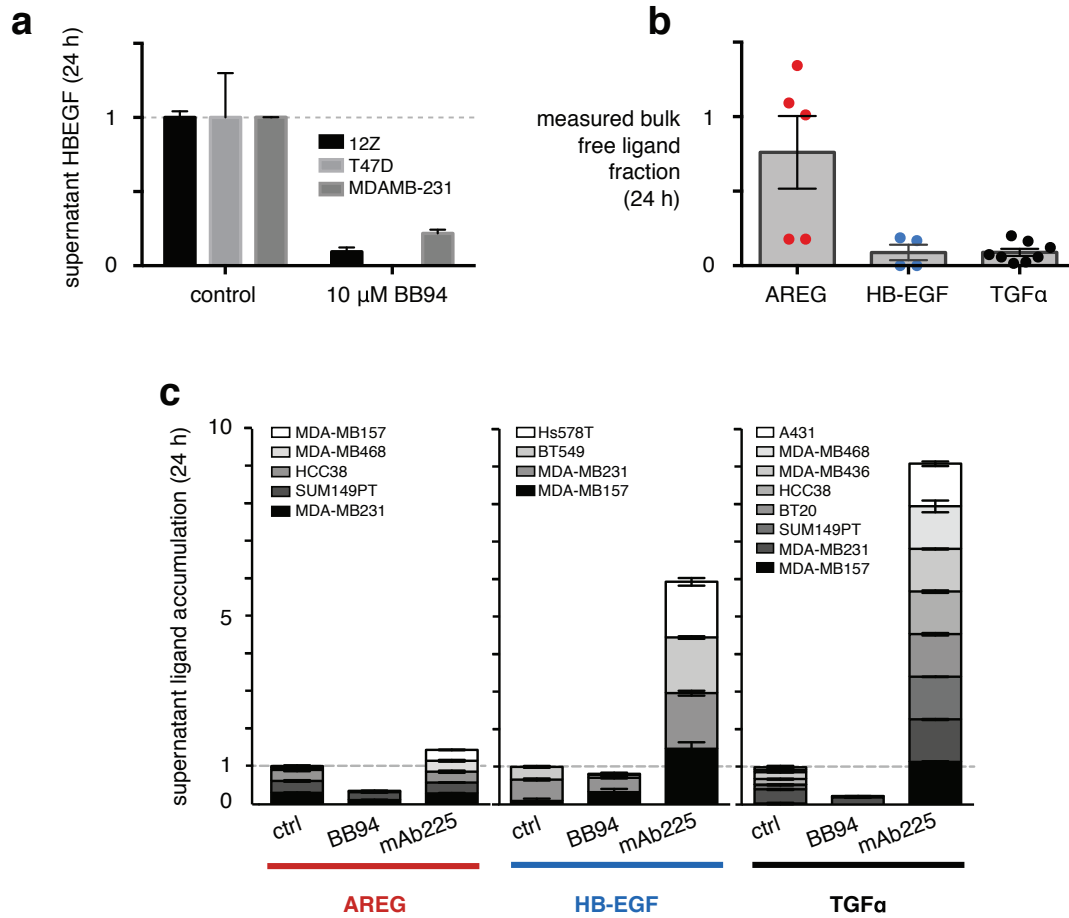 a
supernatant HBEGF (24 h)
1
0
12Z
T47D
MDAMB-231
control
10 µM BB94
b
measured bulk
free ligand
fraction
(24 h)
1
0
AREG
HB-EGF
TGFα
c
supernatant ligand accumulation (24 h)
10
5
1
0
MDA-MB157
MDA-MB468
HCC38
SUM149PT
MDA-MB231
ctrl
BB94
mAb225
AREG
Hs578T
BT549
MDA-MB231
MDA-MB157
ctrl
BB94
mAb225
HB-EGF
A431
MDA-MB468
MDA-MB436
HCC38
BT20
SUM149PT
MDA-MB231
MDA-MB157
ctrl
BB94
mAb225
TGFα